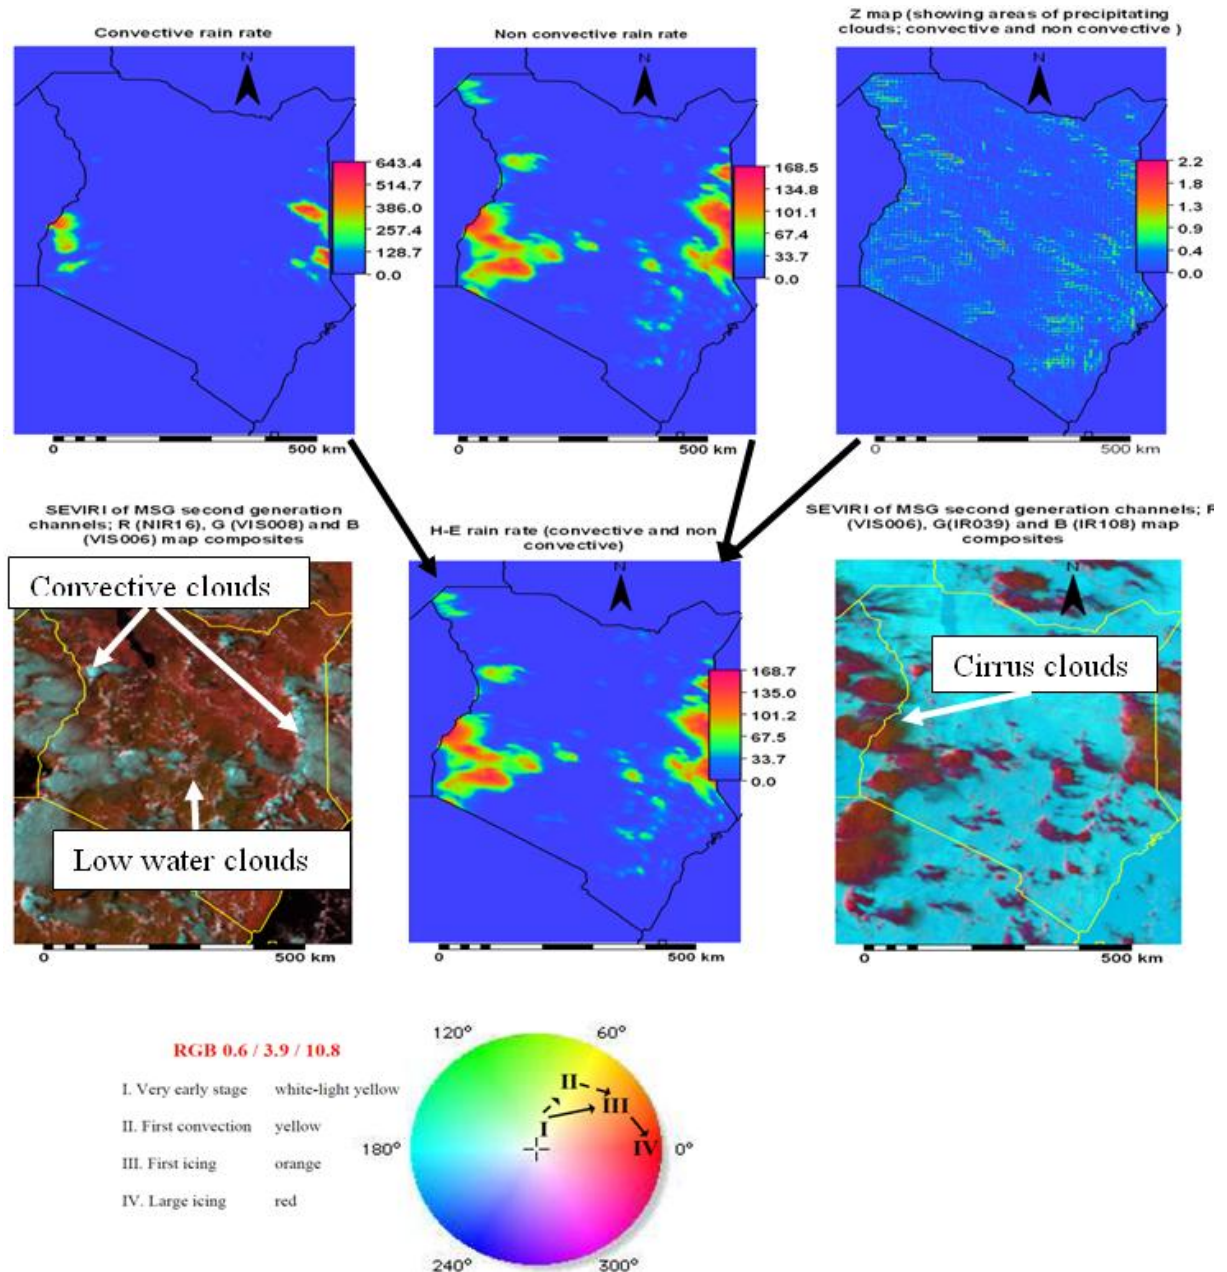 Convective rain rate
N
643.4
514.7
386.0
257.4
128.7
0.0
0 500 km
Non convective rain rate
N
168.5
134.8
101.1
67.4
33.7
0.0
0 500 km
Z map (showing areas of precipitating
clouds; convective and non convective )
2.2
1.8
1.3
0.9
0.4
0.0
0 500 km
SEVIRI of MSG second generation
channels; R (NIR16), G (VIS008) and B
(VIS006) map composites
Convective clouds
Low water clouds
0 500 km
H-E rain rate (convective and non
convective)
N
168.7
135.0
101.2
67.5
33.7
0.0
0 500 km
SEVIRI of MSG second generation channels; R
(VIS006), G(IR039) and B (IR108) map
composites
N
Cirrus clouds
0 500 km
RGB 0.6 / 3.9 / 10.8
I. Very early stage white-light yellow
II. First convection yellow
III. First icing orange
IV. Large icing red
120°
60°
II
III
I
IV
180°
0°
240°
300°